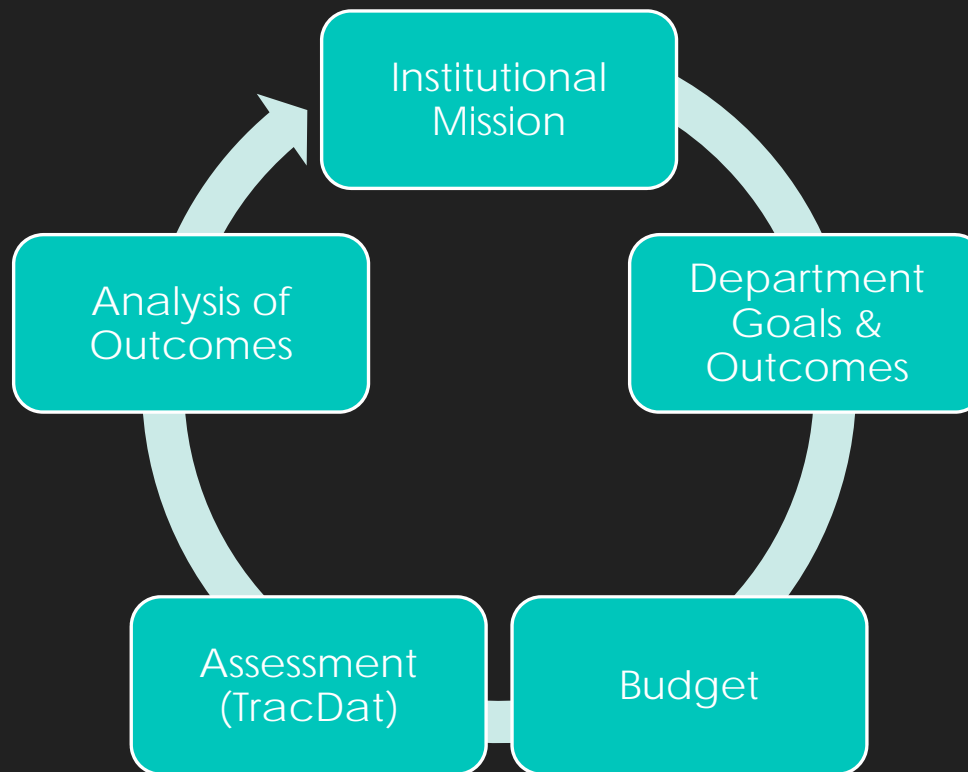 Institutional
Mission
Department
Goals &
Outcomes
Budget
Assessment
(TracDat)
Analysis of
Outcomes